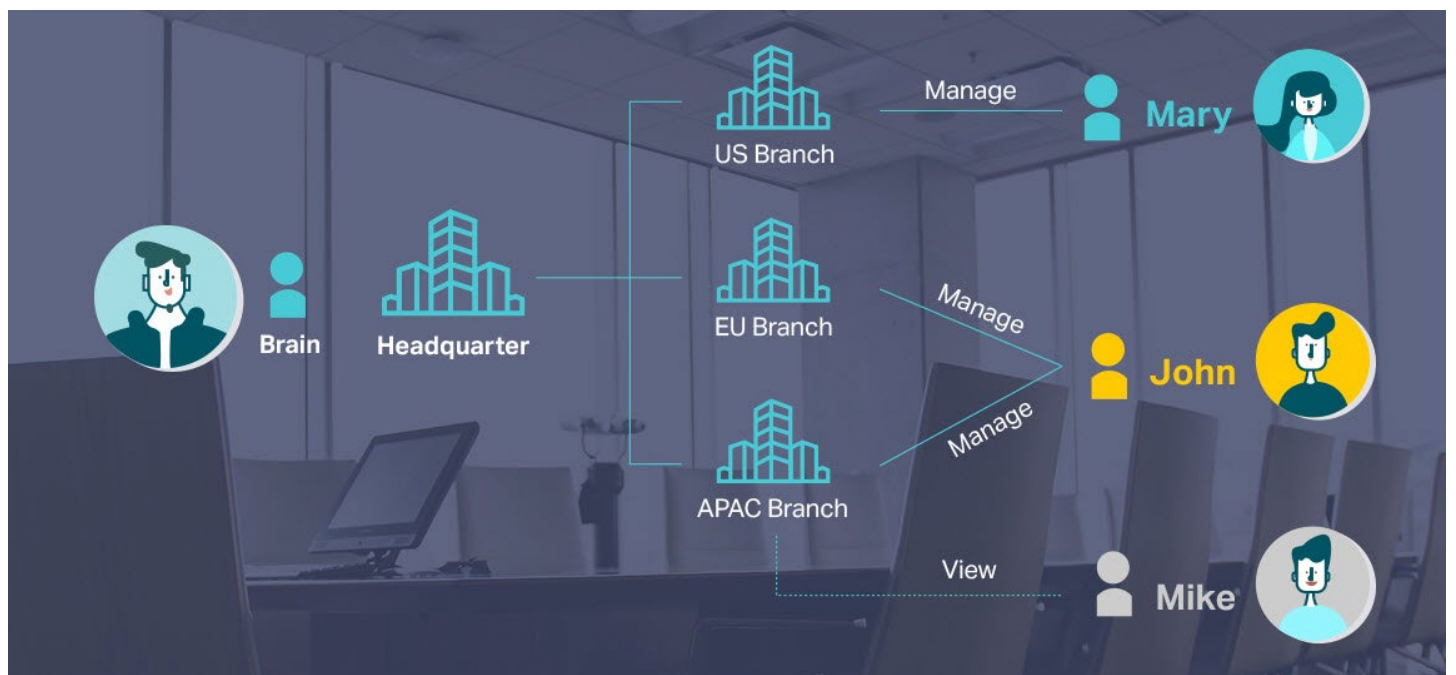 Manage
Mary
US Branch
Brain
Headquarter
EU Branch
Manage
John
Manage
APAC Branch
View
Mike